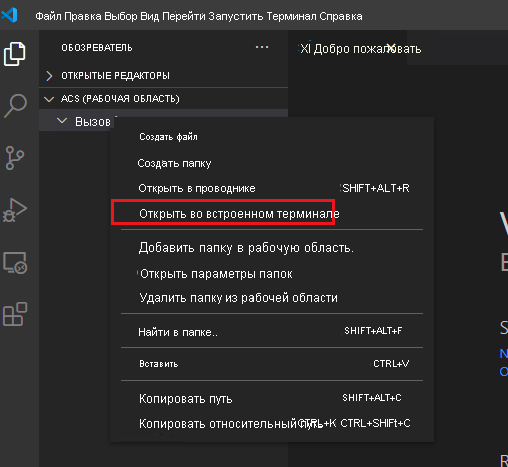 Файл Правка Выбор Вид Перейти Запустить Терминал Справка
ОБОЗРЕВАТЕЛЬ ...
XI Добро пожаловать
ОТКРЫТЫЕ РЕДАКТОРЫ
ACS (РАБОЧАЯ ОБЛАСТЬ)
Вызов
Создать файл
Создать папку
Открыть в проводнике SHIFT+ALT+R
Открыть во встроенном терминале
Добавить папку в рабочую область.
Открыть параметры папок
Удалить папку из рабочей области
Найти в папке.. SHIFT+ALT+F
Вставить CTRL+V
Копировать путь SHIFT+ALT+C
Копировать относительный путь CTRL+K CTRL+SHIFt+C